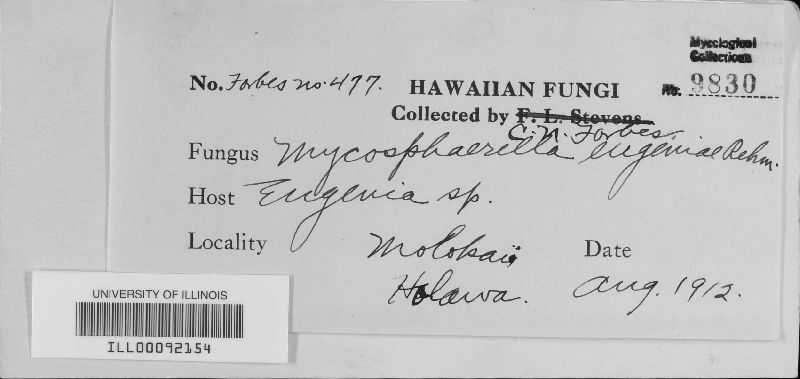 Mycological
Collections
No. Forbes no. 477. HAWAIIAN FUNGI No. 9830
Collected by F. L. Stevens
C. N. Forbes
Fungus Mycosphaerella eugeniae Rehm.
Host Eugenia sp.
Locality Molokai Date
Halawa. Aug. 1912.
UNIVERSITY OF ILLINOIS
ILL00092154